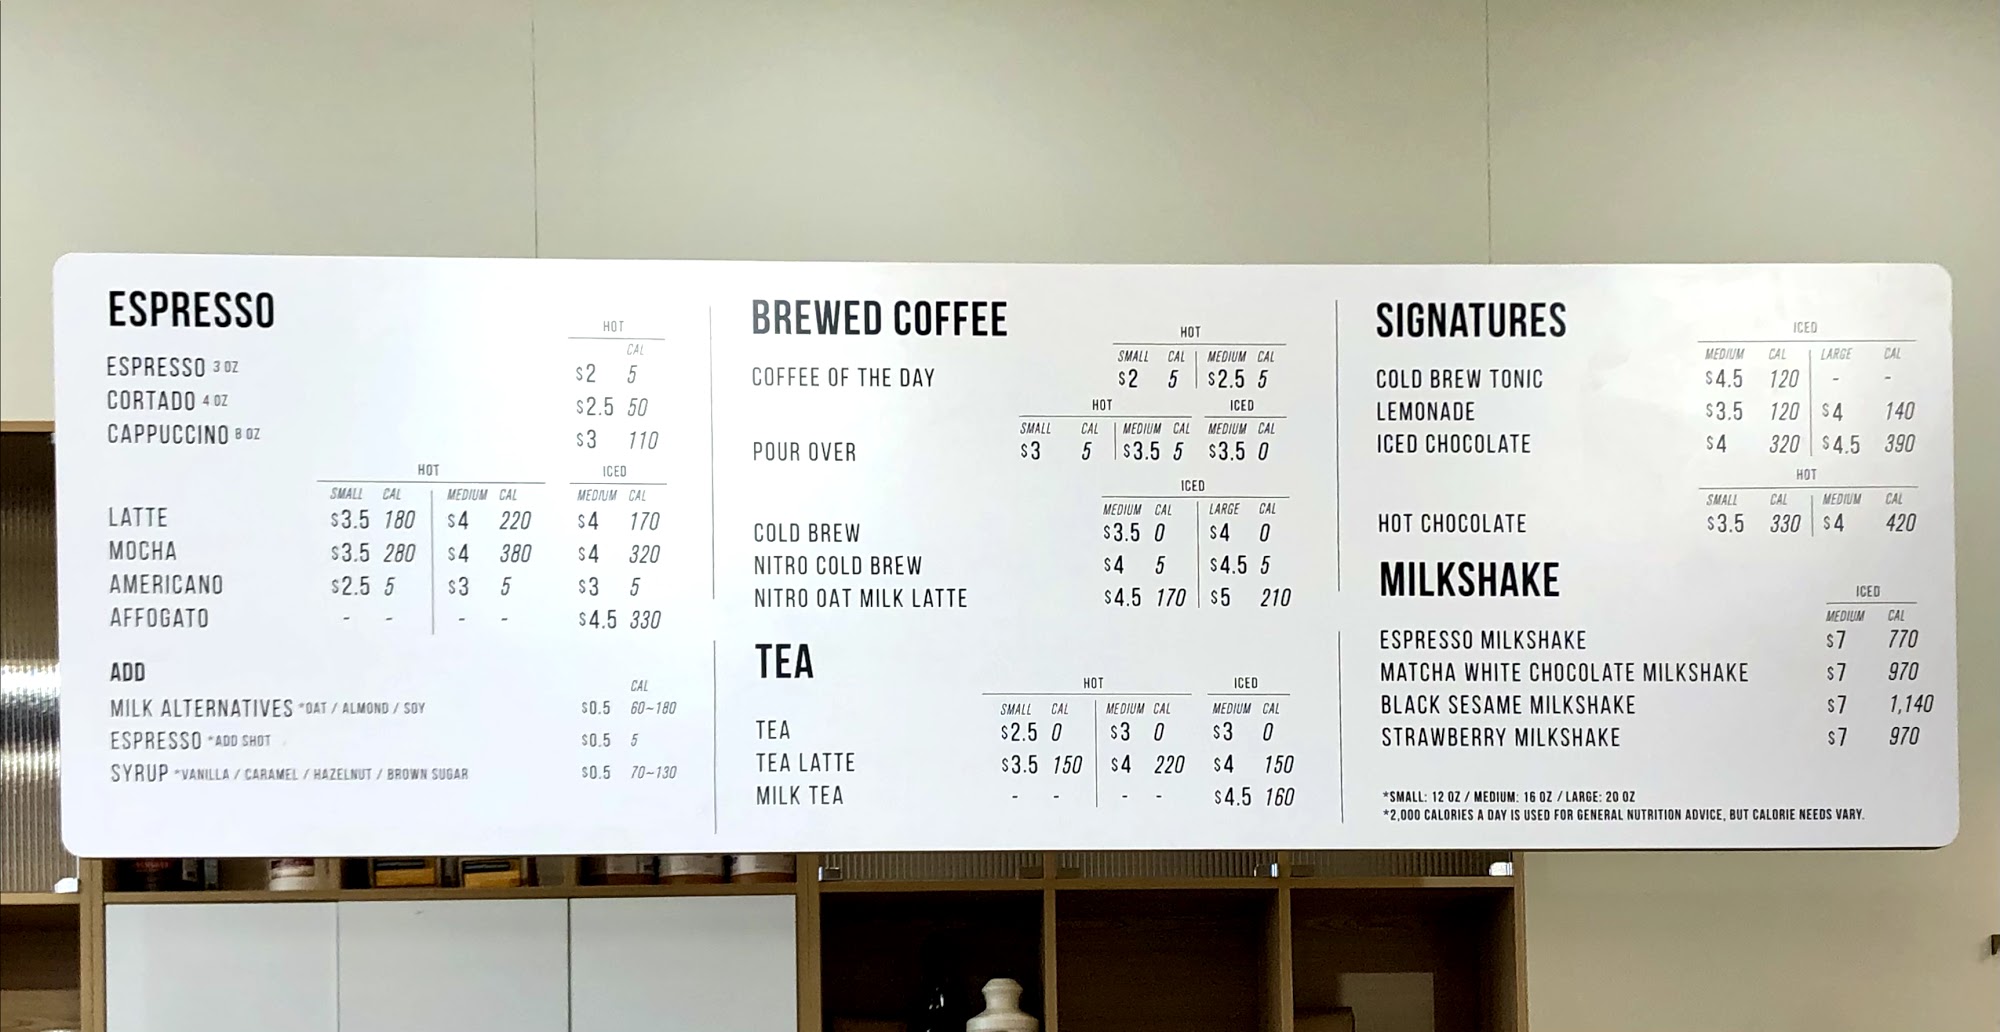 ESPRESSO
HOT
CAL
ESPRESSO 3 OZ $2 5
CORTADO 4 OZ $2.5 50
CAPPUCCINO 8 OZ $3 110
HOT ICED
SMALL CAL MEDIUM CAL MEDIUM CAL
LATTE $3.5 180 $4 220 $4 170
MOCHA $3.5 280 $4 380 $4 320
AMERICANO $2.5 5 $3 5 $3 5
AFFOGATO - - - - $4.5 330
ADD
CAL
MILK ALTERNATIVES *OAT / ALMOND / SOY $0.5 60~180
ESPRESSO *ADD SHOT $0.5 5
SYRUP *VANILLA / CARAMEL / HAZELNUT / BROWN SUGAR $0.5 70~130
BREWED COFFEE
HOT
SMALL CAL MEDIUM CAL
COFFEE OF THE DAY $2 5 $2.5 5
HOT ICED
SMALL CAL MEDIUM CAL MEDIUM CAL
POUR OVER $3 5 $3.5 5 $3.5 0
ICED
MEDIUM CAL LARGE CAL
COLD BREW $3.5 0 $4 0
NITRO COLD BREW $4 5 $4.5 5
NITRO OAT MILK LATTE $4.5 170 $5 210
TEA
HOT ICED
SMALL CAL MEDIUM CAL MEDIUM CAL
TEA $2.5 0 $3 0 $3 0
TEA LATTE $3.5 150 $4 220 $4 150
MILK TEA - - - - $4.5 160
SIGNATURES
ICED
MEDIUM CAL LARGE CAL
COLD BREW TONIC $4.5 120 - -
LEMONADE $3.5 120 $4 140
ICED CHOCOLATE $4 320 $4.5 390
HOT
SMALL CAL MEDIUM CAL
HOT CHOCOLATE $3.5 330 $4 420
MILKSHAKE
ICED
MEDIUM CAL
ESPRESSO MILKSHAKE $7 770
MATCHA WHITE CHOCOLATE MILKSHAKE $7 970
BLACK SESAME MILKSHAKE $7 1,140
STRAWBERRY MILKSHAKE $7 970
*SMALL: 12 OZ / MEDIUM: 16 OZ / LARGE: 20 OZ
*2,000 CALORIES A DAY IS USED FOR GENERAL NUTRITION ADVICE, BUT CALORIE NEEDS VARY.